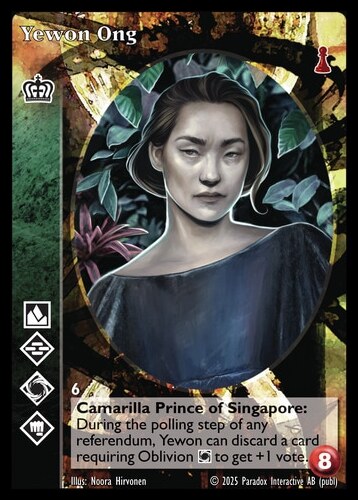 Yewon Ong
6
Camarilla Prince of Singapore:
During the polling step of any
referendum, Yewon can discard a card
requiring Oblivion to get +1 vote.
8
Illus: Noora Hirvonen
© 2025 Paradox Interactive AB (publ)